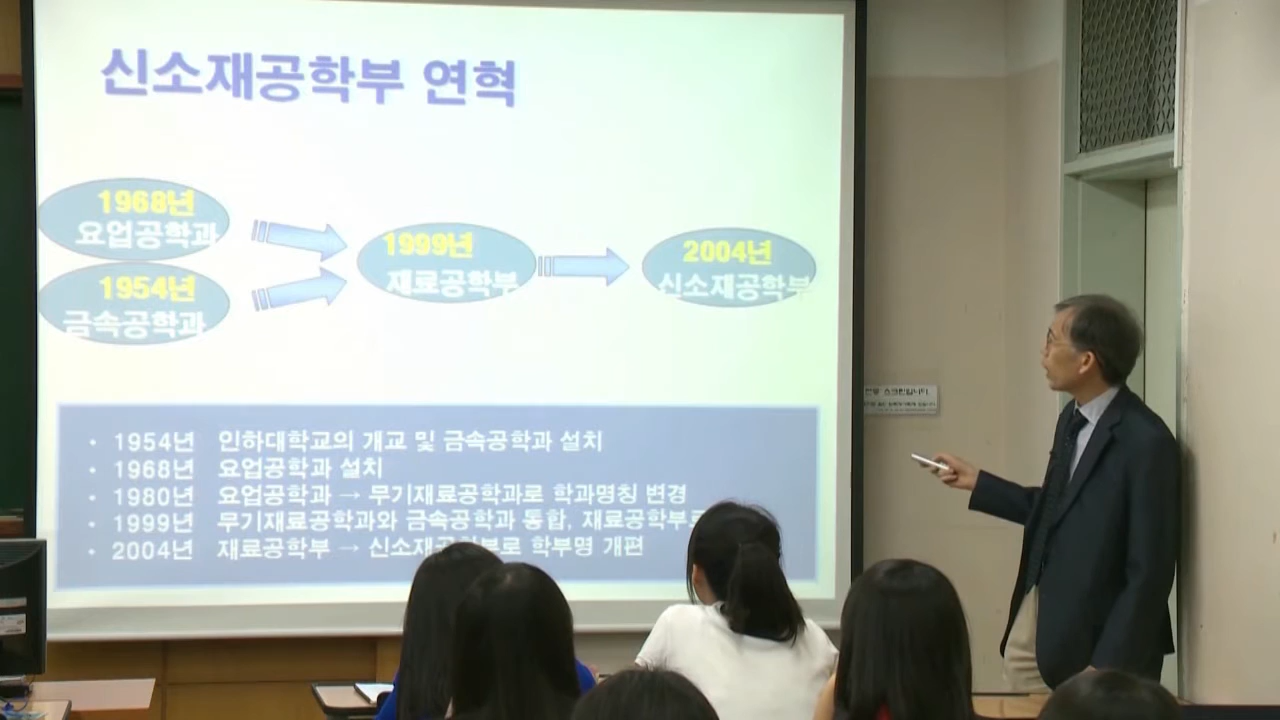 신소재공학부 연혁
1968년
요업공학과
1954년
금속공학과
1999년
재료공학부
2004년
신소재공학부
• 1954년 인하대학교의 개교 및 금속공학과 설치
• 1968년 요업공학과 설치
• 1980년 요업공학과 → 무기재료공학과로 학과명칭 변경
• 1999년 무기재료공학과와 금속공학과 통합, 재료공학부로
• 2004년 재료공학부 → 신소재공학부로 학부명 개편
스크린입니다.